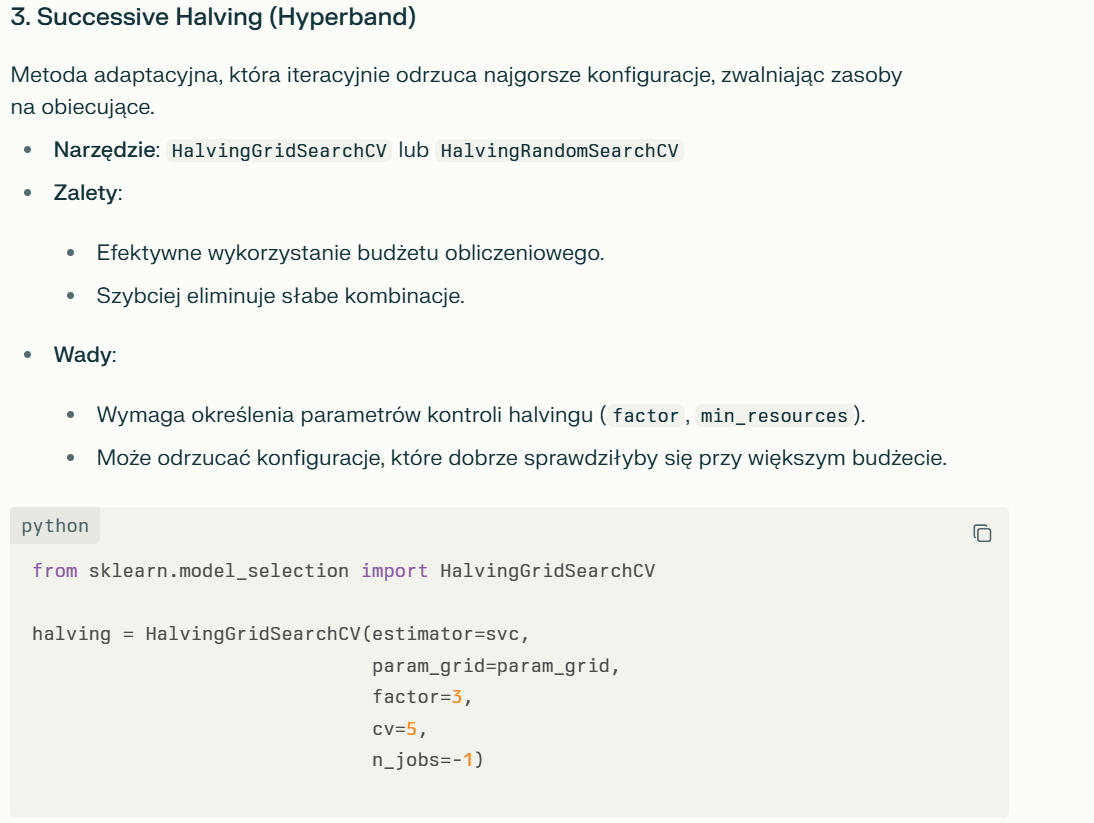 3. Successive Halving (Hyperband)
Metoda adaptacyjna, która iteracyjnie odrzuca najgorsze konfiguracje, zwalniając zasoby
na obiecujące.
Narzędzie: HalvingGridSearchCV lub HalvingRandomSearchCV
Zalety:
Efektywne wykorzystanie budżetu obliczeniowego.
Szybciej eliminuje słabe kombinacje.
Wady:
Wymaga określenia parametrów kontroli halvingu (factor, min_resources).
Może odrzucać konfiguracje, które dobrze sprawdziłyby się przy większym budżecie.
python
from sklearn.model_selection import HalvingGridSearchCV
halving = HalvingGridSearchCV(estimator=svc,
param_grid=param_grid,
factor=3,
cv=5,
n_jobs=-1)